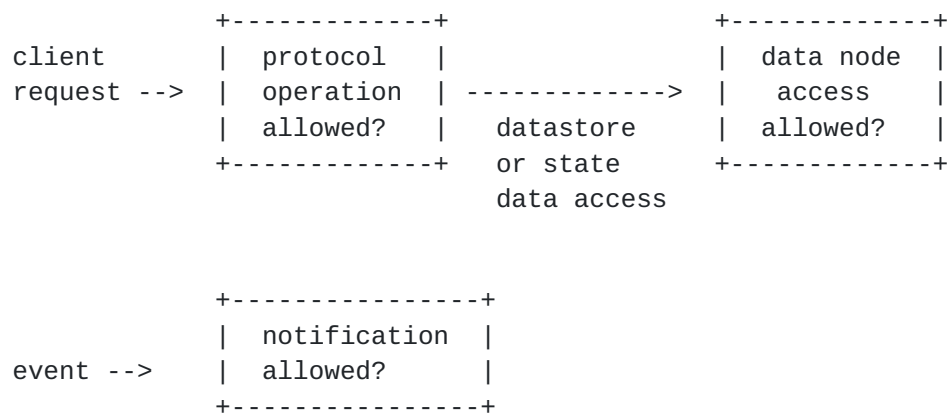 +-------------+                 +-------------+
client       |  protocol   |                 |  data node  |
request -->  |  operation  | ------------->  |   access    |
             |  allowed?   |   datastore     |  allowed?   |
             +-------------+   or state      +-------------+
                               data access


             +----------------+
             |  notification  |
event -->    |  allowed?      |
             +----------------+